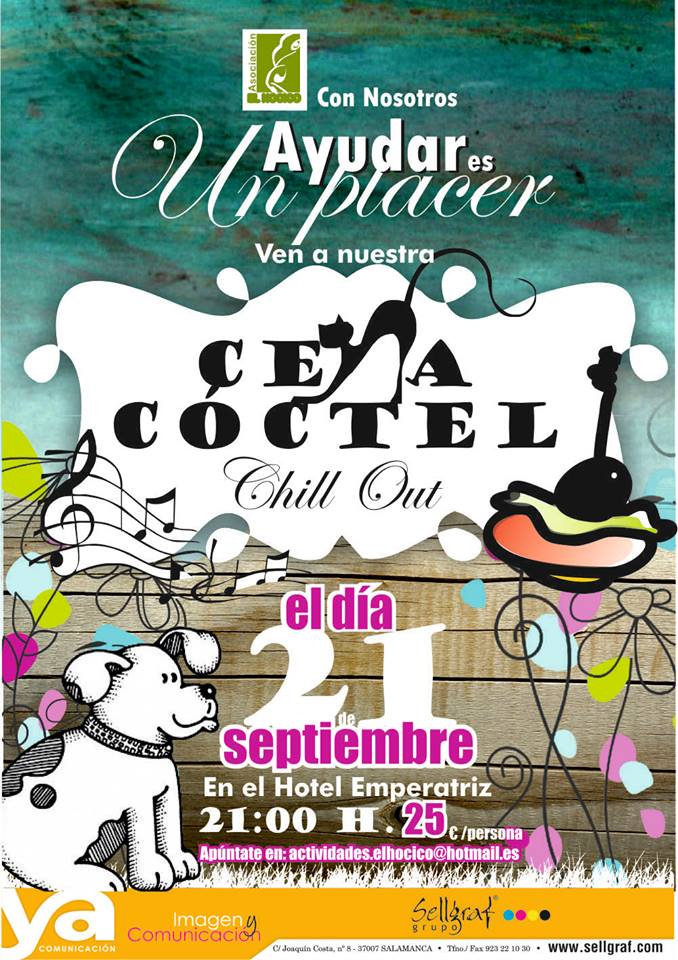 Asociación
EL HOCICO
Con Nosotros
Ayudar es
Un placer
Ven a nuestra
CENA
CÓCTEL
Chill Out
el día
21
de
septiembre
En el Hotel Emperatriz
21:00 H. 25 €/persona
Apúntate en: actividades.elhocico@hotmail.es
ya
COMUNICACIÓN
Imagen y
Comunicación
Sellgraf
grupo
C/ Joaquín Costa, nº 8 - 37007 SALAMANCA • Tfno./ Fax 923 22 10 30 • www.sellgraf.com